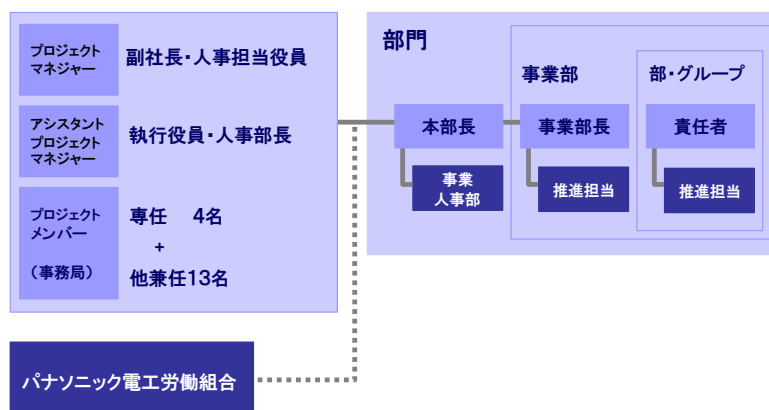 プロジェクト
マネジャー
副社長・人事担当役員
アシスタント
プロジェクト
マネジャー
執行役員・人事部長
プロジェクト
メンバー
（事務局）
専任　4名
+
他兼任13名
パナソニック電工労働組合
部門
本部長
事業
人事部
事業部
事業部長
推進担当
部・グループ
責任者
推進担当